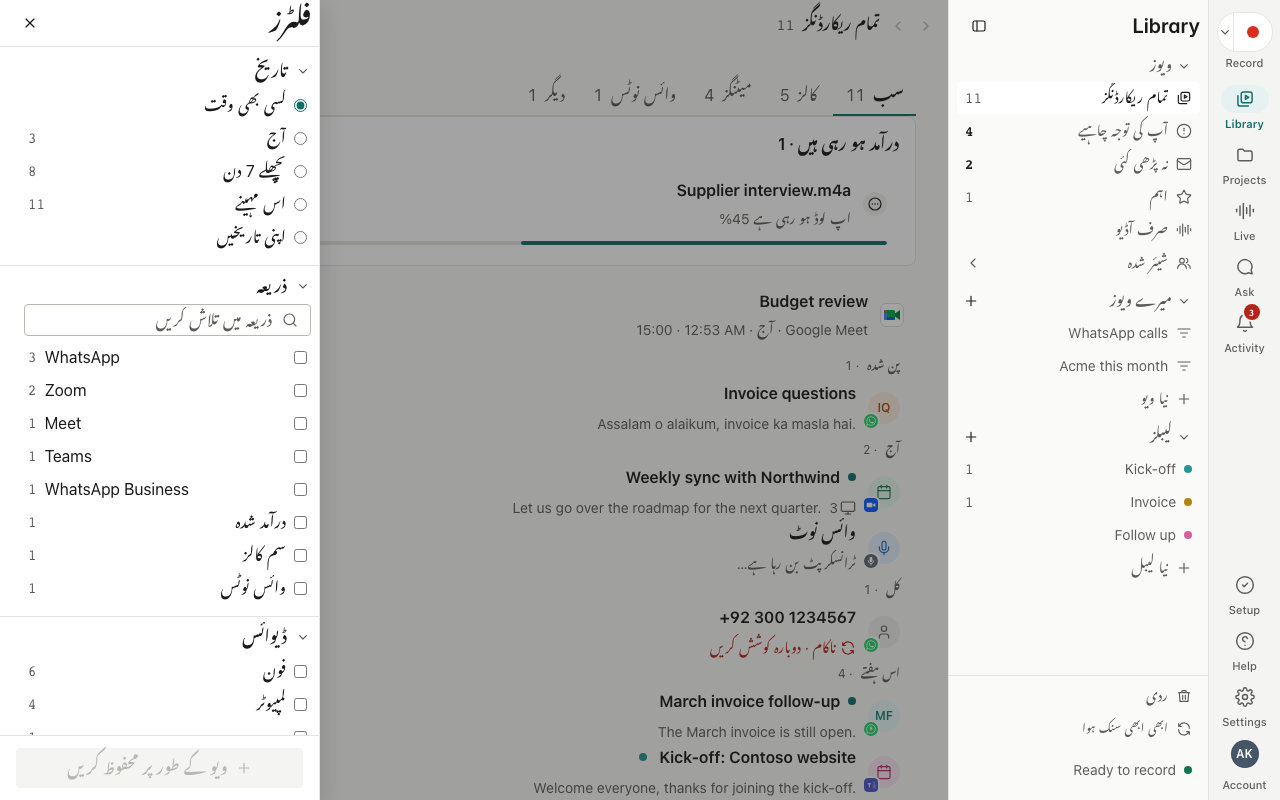 Record
Library
Projects
Live
Ask
3
Activity
Setup
Help
Settings
AK
Account
Library
ویوز
تمام ریکارڈنگز 11
آپ کی توجہ چاہیے 4
نہ پڑھی گئی 2
اہم 1
صرف آڈیو
شیئر شدہ
میرے ویوز
WhatsApp calls
Acme this month
نیا ویو
لیبلز
Kick-off 1
Invoice 1
Follow up
نیا لیبل
ردی
ابھی ابھی سنک ہوا
Ready to record
تمام ریکارڈنگز 11
سب 11 کالز 5 میٹنگز 4 وائس نوٹس 1 دیگر 1
درآمد ہو رہی ہیں · 1
Supplier interview.m4a
اپ لوڈ ہو رہی ہے 45%
Budget review
Google Meet · آج · 12:53 AM · 15:00
پن شدہ · 1
IQ
Invoice questions
Assalam o alaikum, invoice ka masla hai.
آج · 2
Weekly sync with Northwind
3 Let us go over the roadmap for the next quarter.
وائس نوٹ
ٹرانسکرپٹ بن رہا ہے...
کل · 1
+92 300 1234567
ناکام · دوبارہ کوشش کریں
اس ہفتے · 4
MF
March invoice follow-up
The March invoice is still open.
Kick-off: Contoso website
Welcome everyone, thanks for joining the kick-off.
فلٹرز
تاریخ
کسی بھی وقت
آج 3
پچھلے 7 دن 8
اس مہینے 11
اپنی تاریخیں
ذریعہ
ذریعہ میں تلاش کریں
WhatsApp 3
Zoom 2
Meet 1
Teams 1
WhatsApp Business 1
درآمد شدہ 1
سم کالز 1
وائس نوٹس 1
ڈیوائس
فون 6
کمپیوٹر 4
ویو کے طور پر محفوظ کریں